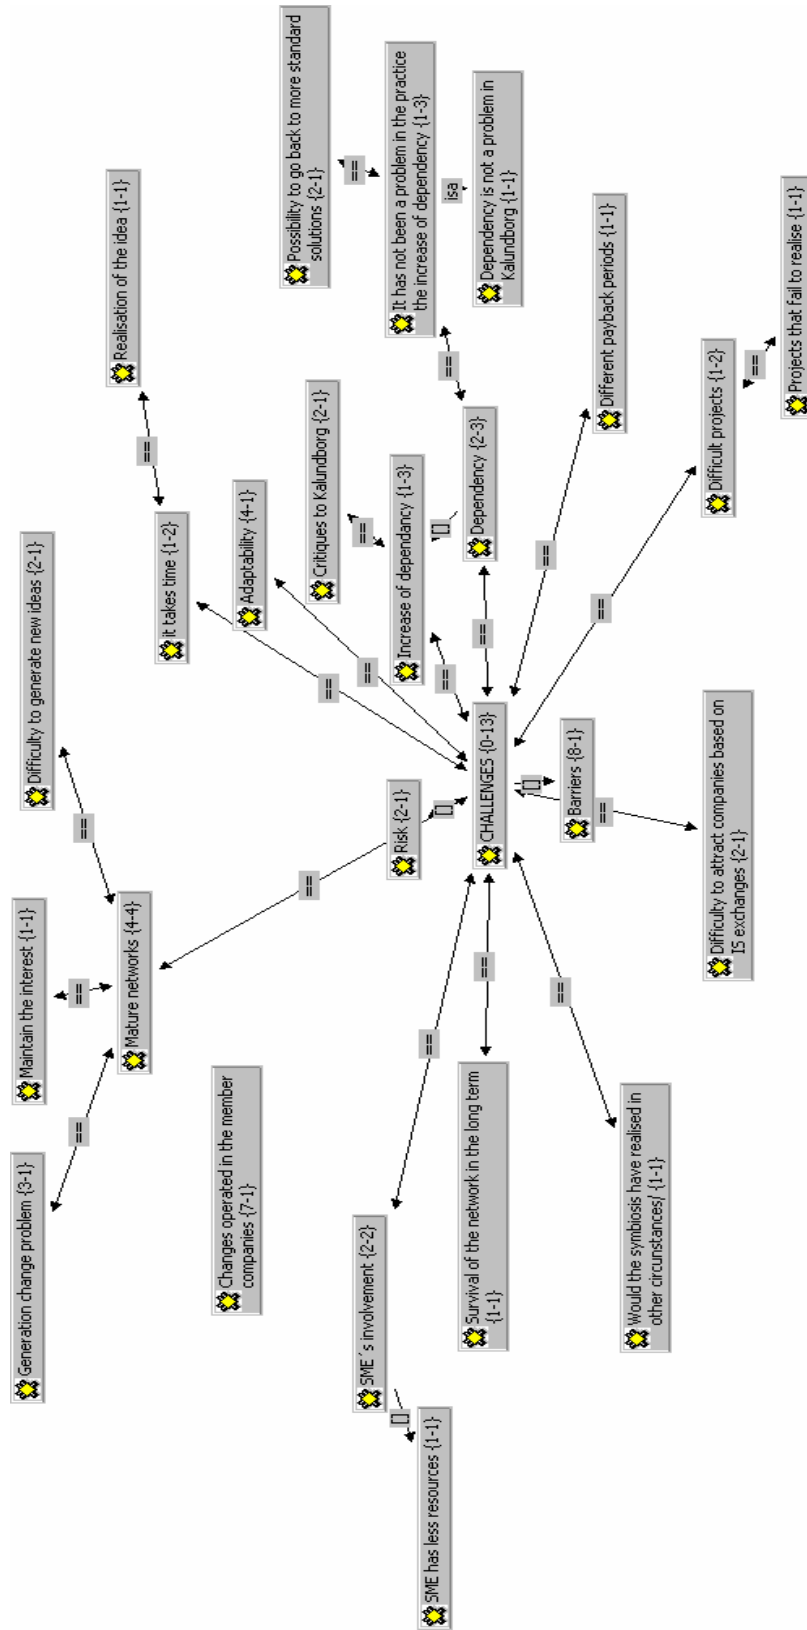 Generation change problem {3-1}
Maintain the interest {1-1}
Difficulty to generate new ideas {2-1}
==
==
==
Mature networks {4-4}
Realisation of the idea {1-1}
==
it takes time {1-2}
Changes operated in the member
companies {7-1}
Adaptability {4-1}
Possibility to go back to more standard
solutions {2-1}
==
==
==
==
Critiques to Kalundborg {2-1}
==
It has not been a problem in the practice
the increase of dependency {1-3}
SME´s involvement {2-2}
Risk {2-1}
Increase of dependancy {1-3}
[]
SME has less resources {1-1}
==
[]
==
[]
==
isa
Survival of the network in the long term
{1-1}
==
CHALLENGES {0-13}
==
Dependency {2-3}
Dependency is not a problem in
Kalundborg {1-1}
[]
Barriers {8-1}
==
==
==
==
Different payback periods {1-1}
Would the symbiosis have realised in
other circumstances/ {1-1}
Difficulty to attract companies based on
IS exchanges {2-1}
Difficult projects {1-2}
==
Projects that fail to realise {1-1}